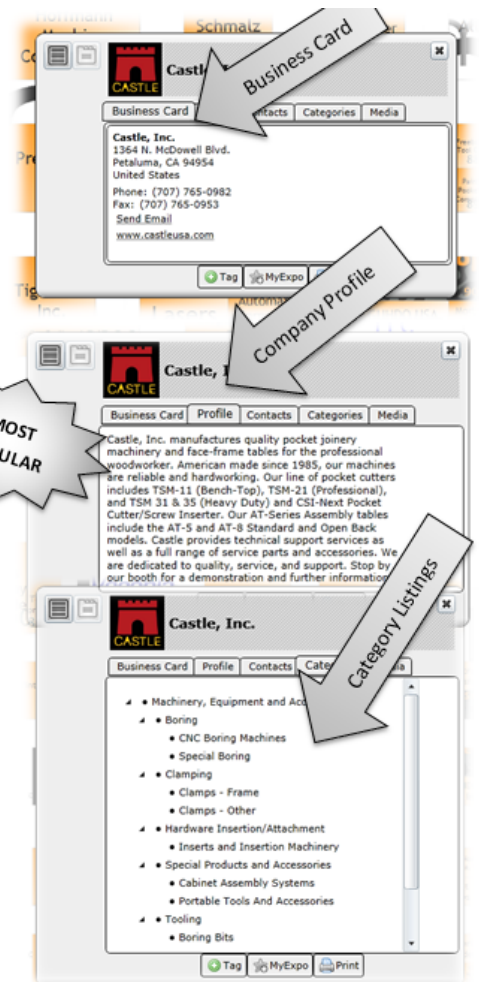 Schmalz
Business Card
CASTLE
Business Card
Contacts
Categories
Media
Castle, Inc.
1364 N. McDowell Blvd.
Petaluma, CA 94954
United States
Phone: (707) 765-0982
Fax: (707) 765-0953
Send Email
www.castleusa.com
Tag
MyExpo
Inc.
Lasers
Company Profile
CASTLE
Castle,
Business Card
Profile
Contacts
Categories
Media
MOST
Castle, Inc. manufactures quality pocket joinery
machinery and face-frame tables for the professional
woodworker. American made since 1985, our machines
are reliable and hardworking. Our line of pocket cutters
includes TSM-11 (Bench-Top), TSM-21 (Professional),
and TSM 31 & 35 (Heavy Duty) and CSI-Next Pocket
Cutter/Screw Inserter. Our AT-Series Assembly tables
include the AT-5 and AT-8 Standard and Open Back
models. Castle provides technical support services as
well as a full range of service parts and accessories. We
are dedicated to quality, service, and support. Stop by
our booth for a demonstration and further information
Category Listings
CASTLE
Castle, Inc.
Business Card
Profile
Contacts
• Machinery, Equipment and
• Boring
• CNC Boring Machines
• Special Boring
• Clamping
• Clamps - Frame
• Clamps - Other
• Hardware Insertion/Attachment
• Inserts and Insertion Machinery
• Special Products and Accessories
• Cabinet Assembly Systems
• Portable Tools And Accessories
• Tooling
• Boring Bits
Tag
MyExpo
Print